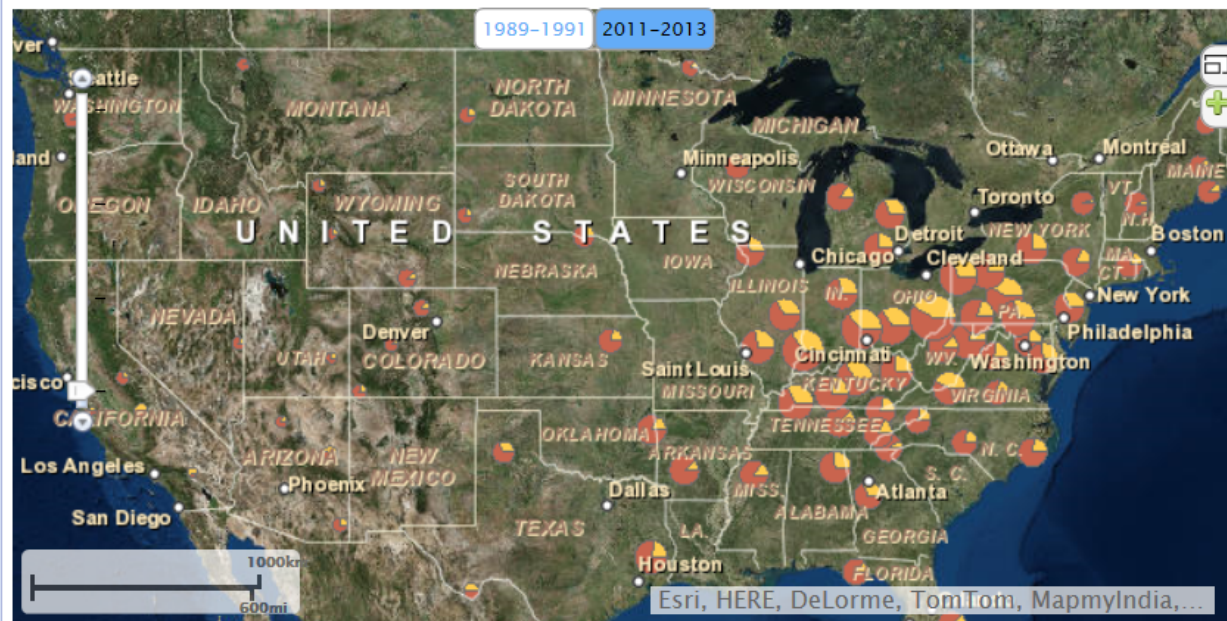 1989–1991 2011–2013
ver
Seattle
WASHINGTON
MONTANA
NORTH
DAKOTA
MINNESOTA
MICHIGAN
Ottawa
Montréal
land
Minneapolis
WISCONSIN
MAINE
OREGON
IDAHO
WYOMING
SOUTH
DAKOTA
Toronto
VT.
N.H.
UNITED STATES
Detroit
NEW YORK
Boston
NEBRASKA
IOWA
Chicago
Cleveland
MA.
CT.
ILLINOIS
IN.
OHIO
New York
NEVADA
PA.
Denver
Philadelphia
UTAH
COLORADO
KANSAS
Cincinnati
WV.
Washington
Saint Louis
cisco
MISSOURI
KENTUCKY
VIRGINIA
CALIFORNIA
TENNESSEE
OKLAHOMA
ARKANSAS
N. C.
Los Angeles
ARIZONA
NEW
MEXICO
Phoenix
S. C.
Dallas
MISS.
Atlanta
San Diego
ALABAMA
TEXAS
LA.
GEORGIA
1000km
Houston
FLORIDA
600mi
Esri, HERE, DeLorme, TomTom, MapmyIndia,...